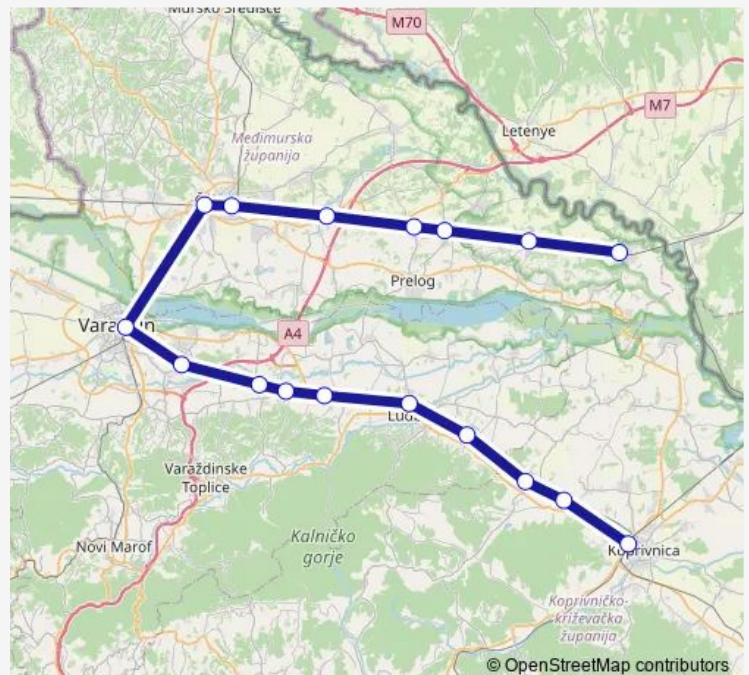 Mursko Središće
M70
M7
Letenye
Međimurska
županija
Prelog
A4
Varaždin
Varaždinske
Toplice
Novi Marof
Kalničko
gorje
Koprivnica
Koprivničko-
križevačka
županija
© OpenStreetMap contributors